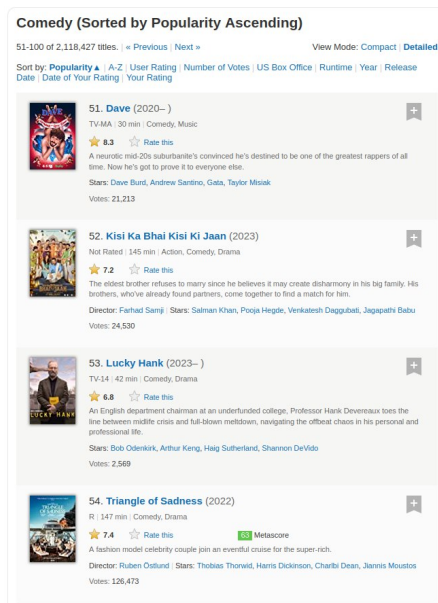 Comedy (Sorted by Popularity Ascending)
51-100 of 2,118,427 titles. | « Previous | Next »
View Mode: Compact | Detailed
Sort by: Popularity▲ | A-Z | User Rating | Number of Votes | US Box Office | Runtime | Year | Release
Date | Date of Your Rating | Your Rating
51. Dave (2020– )
TV-MA | 30 min | Comedy, Music
8.3 Rate this
A neurotic mid-20s suburbanite's convinced he's destined to be one of the greatest rappers of all
time. Now he's got to prove it to everyone else.
Stars: Dave Burd, Andrew Santino, Gata, Taylor Misiak
Votes: 21,213
52. Kisi Ka Bhai Kisi Ki Jaan (2023)
Not Rated | 145 min | Action, Comedy, Drama
7.2 Rate this
The eldest brother refuses to marry since he believes it may create disharmony in his big family. His
brothers, who've already found partners, come together to find a match for him.
Director: Farhad Samji | Stars: Salman Khan, Pooja Hegde, Venkatesh Daggubati, Jagapathi Babu
Votes: 24,530
53. Lucky Hank (2023– )
TV-14 | 42 min | Comedy, Drama
6.8 Rate this
An English department chairman at an underfunded college, Professor Hank Devereaux toes the
line between midlife crisis and full-blown meltdown, navigating the offbeat chaos in his personal and
professional life.
LUCKY HANK
Stars: Bob Odenkirk, Arthur Keng, Haig Sutherland, Shannon DeVido
Votes: 2,569
54. Triangle of Sadness (2022)
R | 147 min | Comedy, Drama
7.4 Rate this 63 Metascore
A fashion model celebrity couple join an eventful cruise for the super-rich.
Director: Ruben Östlund | Stars: Thobias Thorwid, Harris Dickinson, Charlbi Dean, Jiannis Moustos
Votes: 126,473